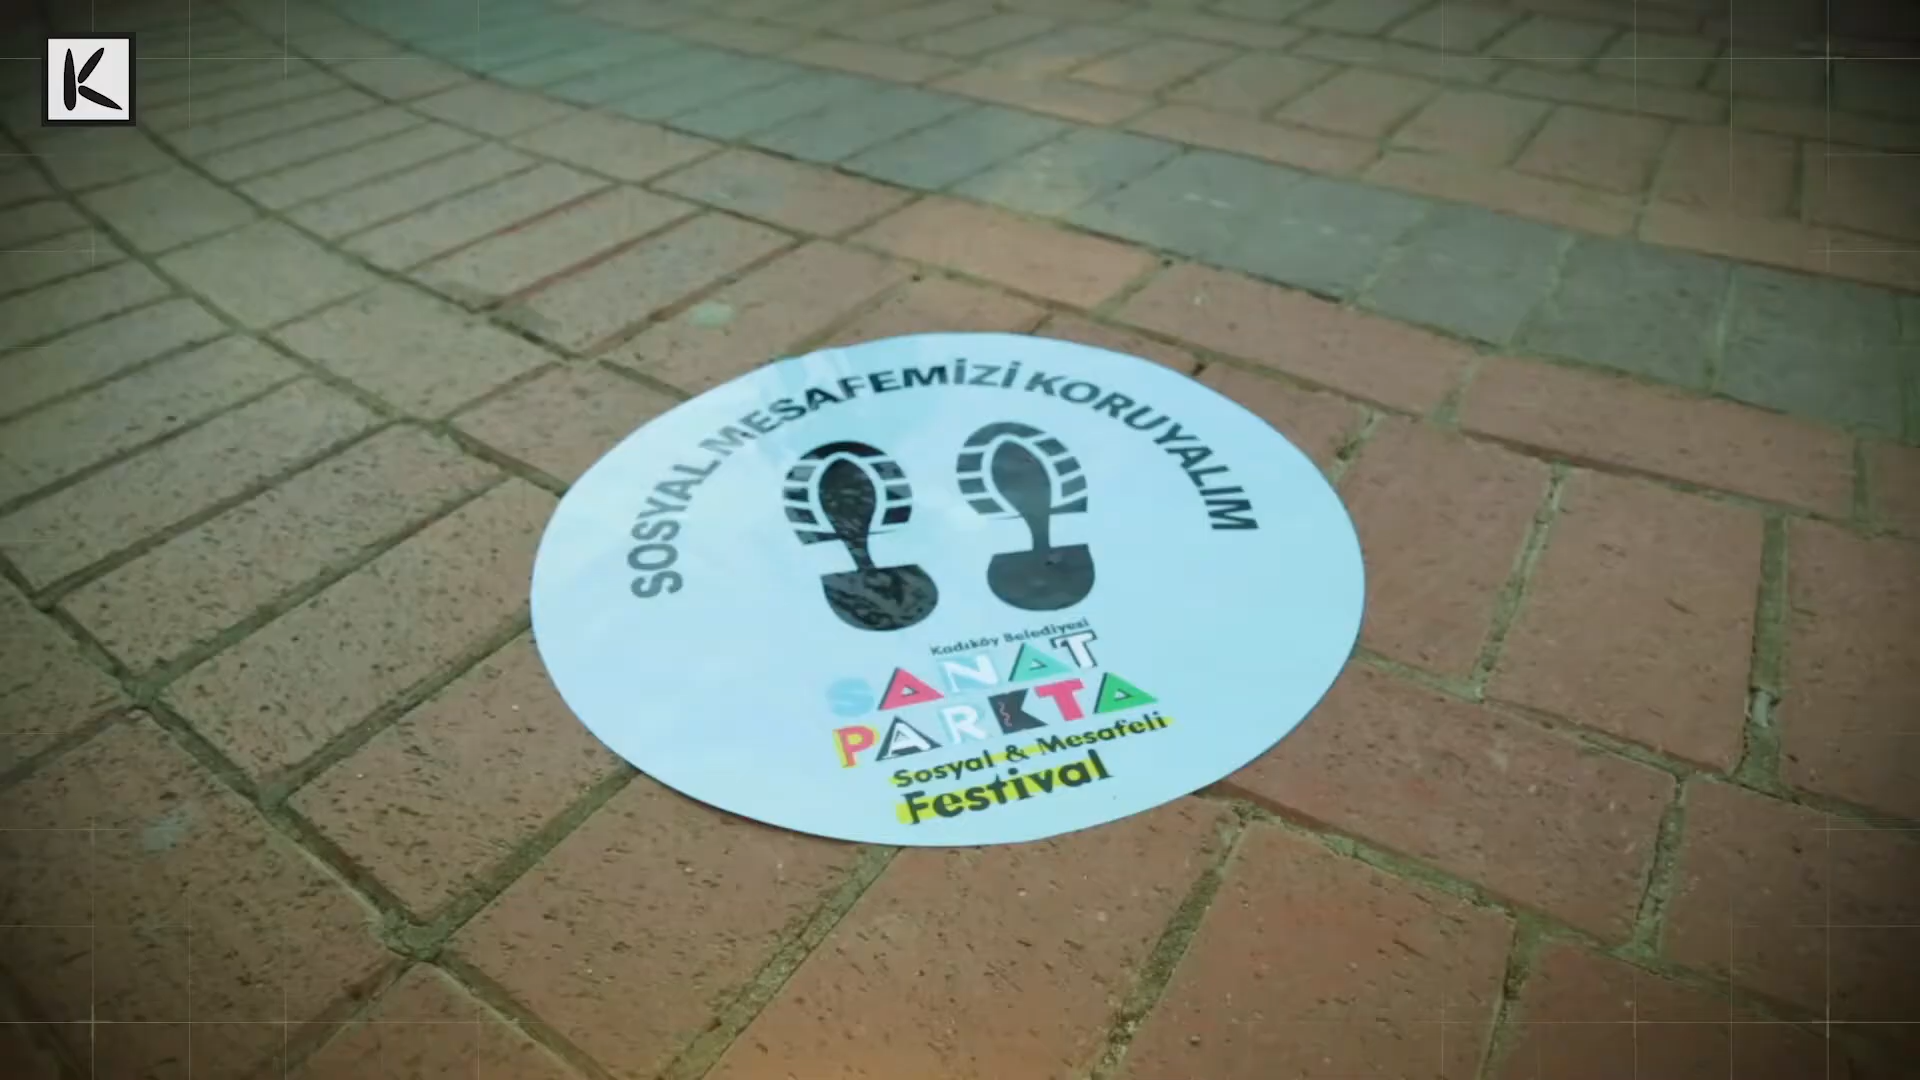 K
SOSYAL MESAFEMİZİ KORUYALIM
Kadıköy Belediyesi
SANAT
PARKTA
Sosyal & Mesafeli
Festival